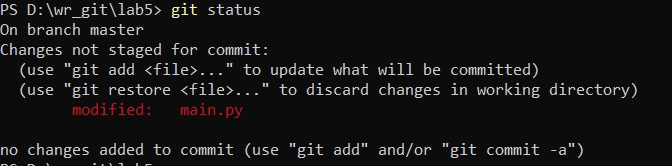 PS D:\wr_git\lab5> git status
On branch master
Changes not staged for commit:
  (use "git add <file>..." to update what will be committed)
  (use "git restore <file>..." to discard changes in working directory)
        modified:   main.py

no changes added to commit (use "git add" and/or "git commit -a")